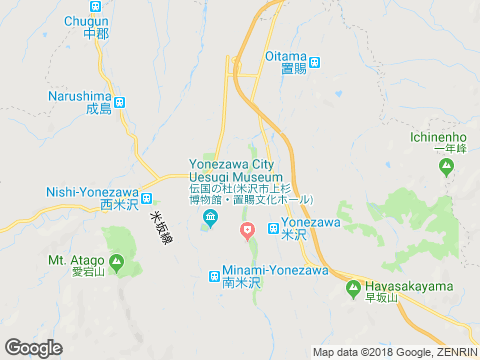 Chugun
中郡
Oitama
置賜
Narushima
成島
Ichinenho
一年峰
Yonezawa City
Uesugi Museum
伝国の杜(米沢市上杉
博物館・置賜文化ホール)
Nishi-Yonezawa
西米沢
米坂線
Yonezawa
米沢
Mt. Atago
愛宕山
Minami-Yonezawa
南米沢
Hayasakayama
早坂山
Google
Map data ©2018 Google, ZENRIN